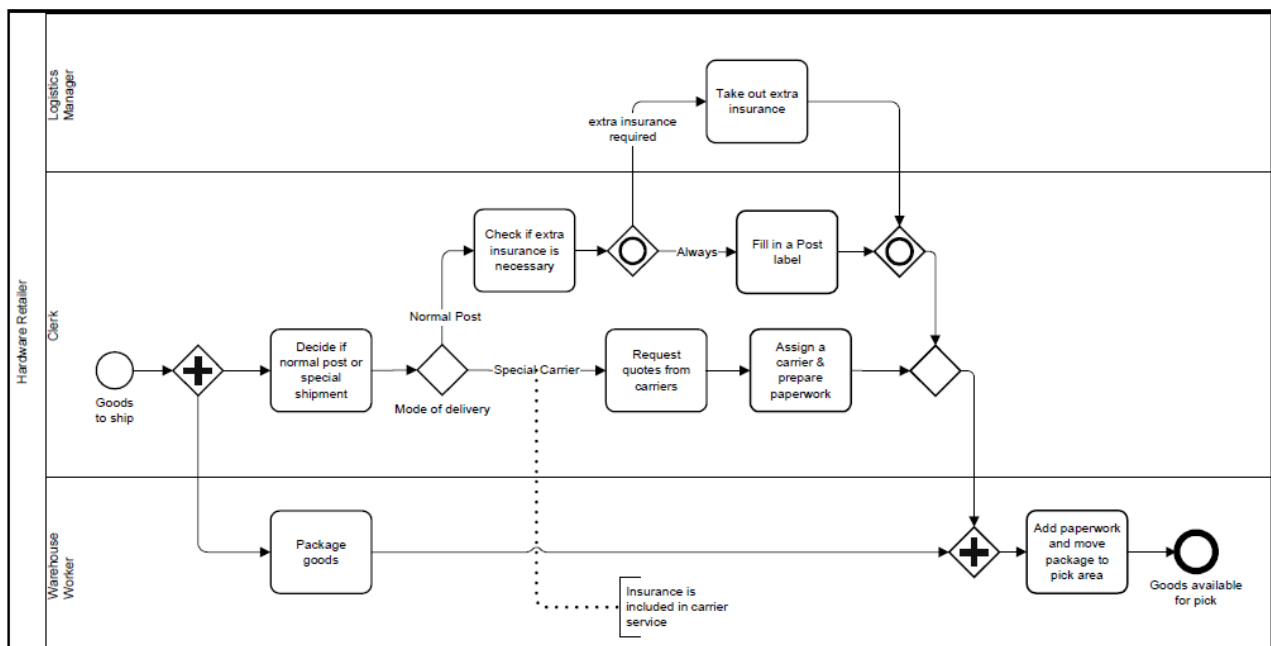 Hardware Retailer
Logistics
Manager
Take out extra
insurance
extra insurance
required
Clerk
Check if extra
insurance is
necessary
Always
Fill in a Post
label
Normal Post
Goods
to ship
Decide if
normal post or
special
shipment
Mode of delivery
Special Carrier
Request
quotes from
carriers
Assign a
carrier &
prepare
paperwork
Warehouse
Worker
Package
goods
Insurance is
included in carrier
service
Add paperwork
and move
package to
pick area
Goods available
for pick